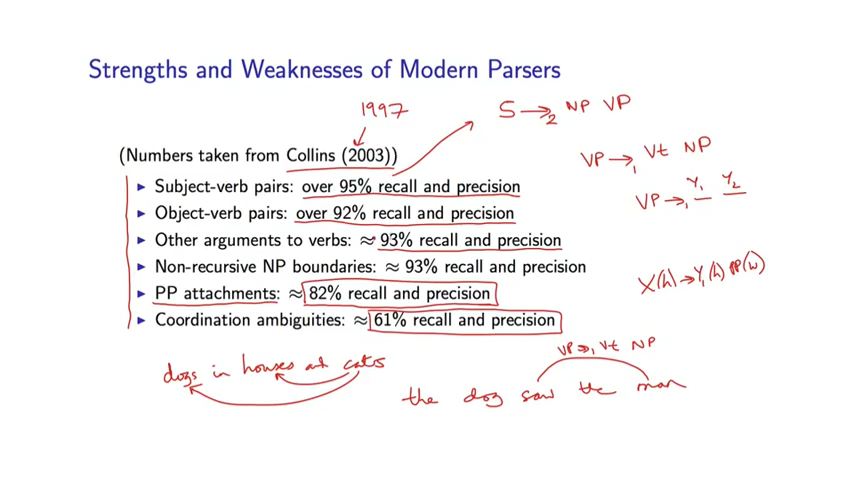 Strengths and Weaknesses of Modern Parsers
1997
S →2 NP VP
(Numbers taken from Collins (2003))
VP →1 Vt NP
▶ Subject-verb pairs: over 95% recall and precision
VP →1 Y1 Y2
▶ Object-verb pairs: over 92% recall and precision
▶ Other arguments to verbs: ≈ 93% recall and precision
▶ Non-recursive NP boundaries: ≈ 93% recall and precision
X(h) → Y1(h) PP(w)
▶ PP attachments: ≈ 82% recall and precision
▶ Coordination ambiguities: ≈ 61% recall and precision
VP →1 Vt NP
dogs in houses and cats
the dog saw the man